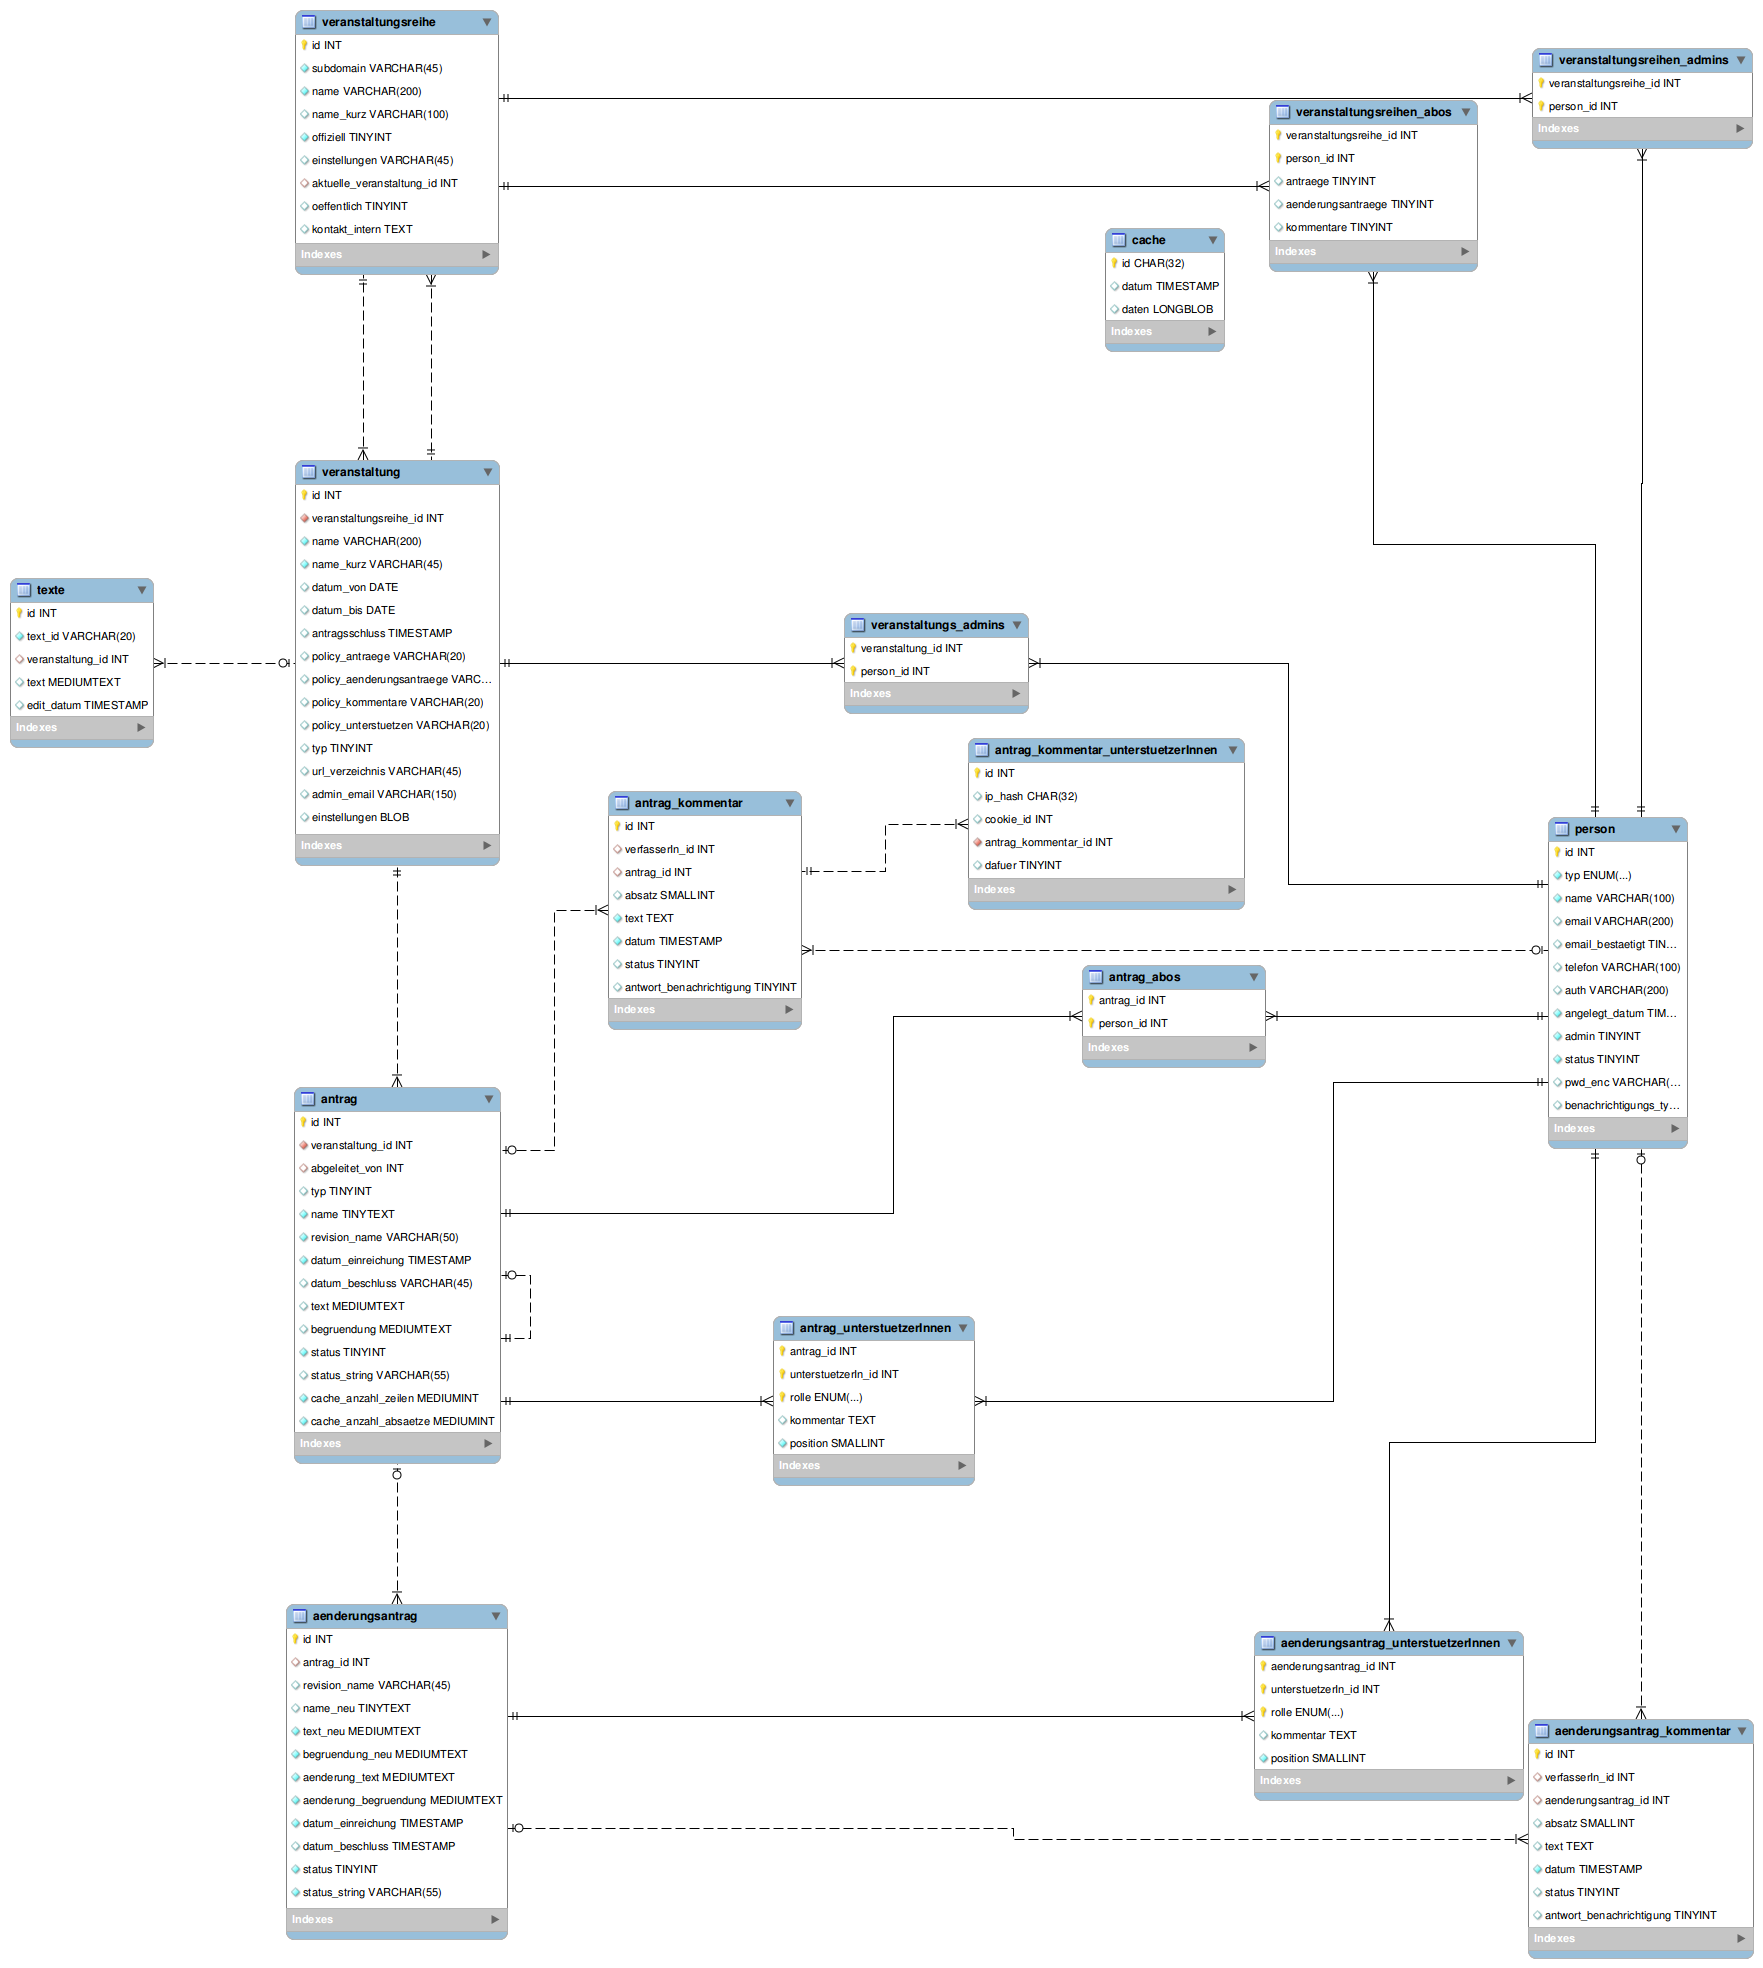 veranstaltungsreihe
id INT
subdomain VARCHAR(45)
name VARCHAR(200)
name_kurz VARCHAR(100)
offiziell TINYINT
einstellungen VARCHAR(45)
aktuelle_veranstaltung_id INT
oeffentlich TINYINT
kontakt_intern TEXT
Indexes
veranstaltungsreihen_admins
veranstaltungsreihe_id INT
person_id INT
Indexes
veranstaltungsreihen_abos
veranstaltungsreihe_id INT
person_id INT
antraege TINYINT
aenderungsantraege TINYINT
kommentare TINYINT
Indexes
cache
id CHAR(32)
datum TIMESTAMP
daten LONGBLOB
Indexes
veranstaltung
id INT
veranstaltungsreihe_id INT
name VARCHAR(200)
name_kurz VARCHAR(45)
datum_von DATE
datum_bis DATE
antragsschluss TIMESTAMP
policy_antraege VARCHAR(20)
policy_aenderungsantraege VARC...
policy_kommentare VARCHAR(20)
policy_unterstuetzen VARCHAR(20)
typ TINYINT
url_verzeichnis VARCHAR(45)
admin_email VARCHAR(150)
einstellungen BLOB
Indexes
texte
id INT
text_id VARCHAR(20)
veranstaltung_id INT
text MEDIUMTEXT
edit_datum TIMESTAMP
Indexes
veranstaltungs_admins
veranstaltung_id INT
person_id INT
Indexes
antrag_kommentar_unterstuetzerInnen
id INT
ip_hash CHAR(32)
cookie_id INT
antrag_kommentar_id INT
dafuer TINYINT
Indexes
antrag_kommentar
id INT
verfasserIn_id INT
antrag_id INT
absatz SMALLINT
text TEXT
datum TIMESTAMP
status TINYINT
antwort_benachrichtigung TINYINT
Indexes
person
id INT
typ ENUM(...)
name VARCHAR(100)
email VARCHAR(200)
email_bestaetigt TIN...
telefon VARCHAR(100)
auth VARCHAR(200)
angelegt_datum TIM...
admin TINYINT
status TINYINT
pwd_enc VARCHAR(...
benachrichtigungs_ty...
Indexes
antrag_abos
antrag_id INT
person_id INT
Indexes
antrag
id INT
veranstaltung_id INT
abgeleitet_von INT
typ TINYINT
name TINYTEXT
revision_name VARCHAR(50)
datum_einreichung TIMESTAMP
datum_beschluss VARCHAR(45)
text MEDIUMTEXT
begruendung MEDIUMTEXT
status TINYINT
status_string VARCHAR(55)
cache_anzahl_zeilen MEDIUMINT
cache_anzahl_absaetze MEDIUMINT
Indexes
antrag_unterstuetzerInnen
antrag_id INT
unterstuetzerIn_id INT
rolle ENUM(...)
kommentar TEXT
position SMALLINT
Indexes
aenderungsantrag
id INT
antrag_id INT
revision_name VARCHAR(45)
name_neu TINYTEXT
text_neu MEDIUMTEXT
begruendung_neu MEDIUMTEXT
aenderung_text MEDIUMTEXT
aenderung_begruendung MEDIUMTEXT
datum_einreichung TIMESTAMP
datum_beschluss TIMESTAMP
status TINYINT
status_string VARCHAR(55)
Indexes
aenderungsantrag_unterstuetzerInnen
aenderungsantrag_id INT
unterstuetzerIn_id INT
rolle ENUM(...)
kommentar TEXT
position SMALLINT
Indexes
aenderungsantrag_kommentar
id INT
verfasserIn_id INT
aenderungsantrag_id INT
absatz SMALLINT
text TEXT
datum TIMESTAMP
status TINYINT
antwort_benachrichtigung TINYINT
Indexes